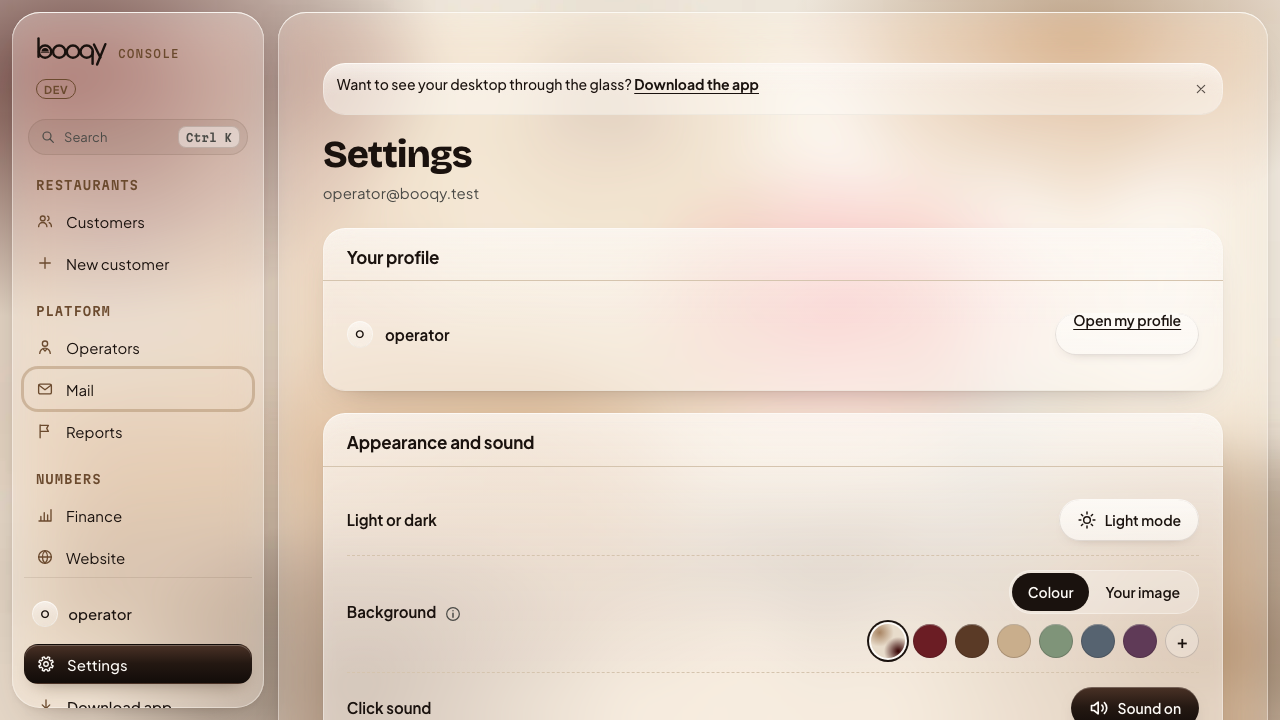 booqy CONSOLE
DEV
Search Ctrl K
RESTAURANTS
Customers
New customer
PLATFORM
Operators
Mail
Reports
NUMBERS
Finance
Website
O operator
Settings
Download app
Want to see your desktop through the glass? Download the app
Settings
operator@booqy.test
Your profile
O operator
Open my profile
Appearance and sound
Light or dark
Light mode
Background
Colour Your image
+
Click sound
Sound on